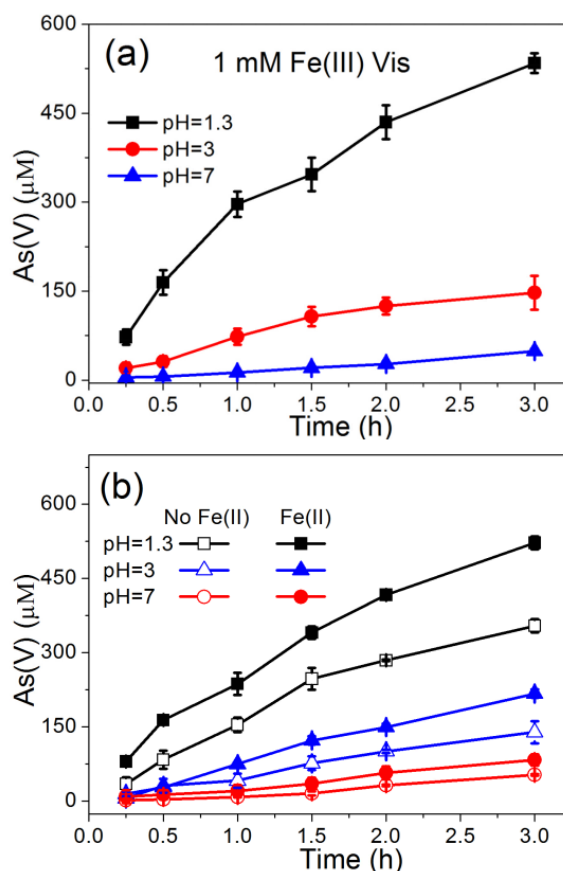 600
(a)
1 mM Fe(III) Vis
450
pH=1.3
pH=3
pH=7
300
150
0
As(V) (μM)
0.0 0.5 1.0 1.5 2.0 2.5 3.0
Time (h)
(b)
600
No Fe(II) Fe(II)
pH=1.3
pH=3
pH=7
450
300
150
0
As(V) (μM)
0.0 0.5 1.0 1.5 2.0 2.5 3.0
Time (h)